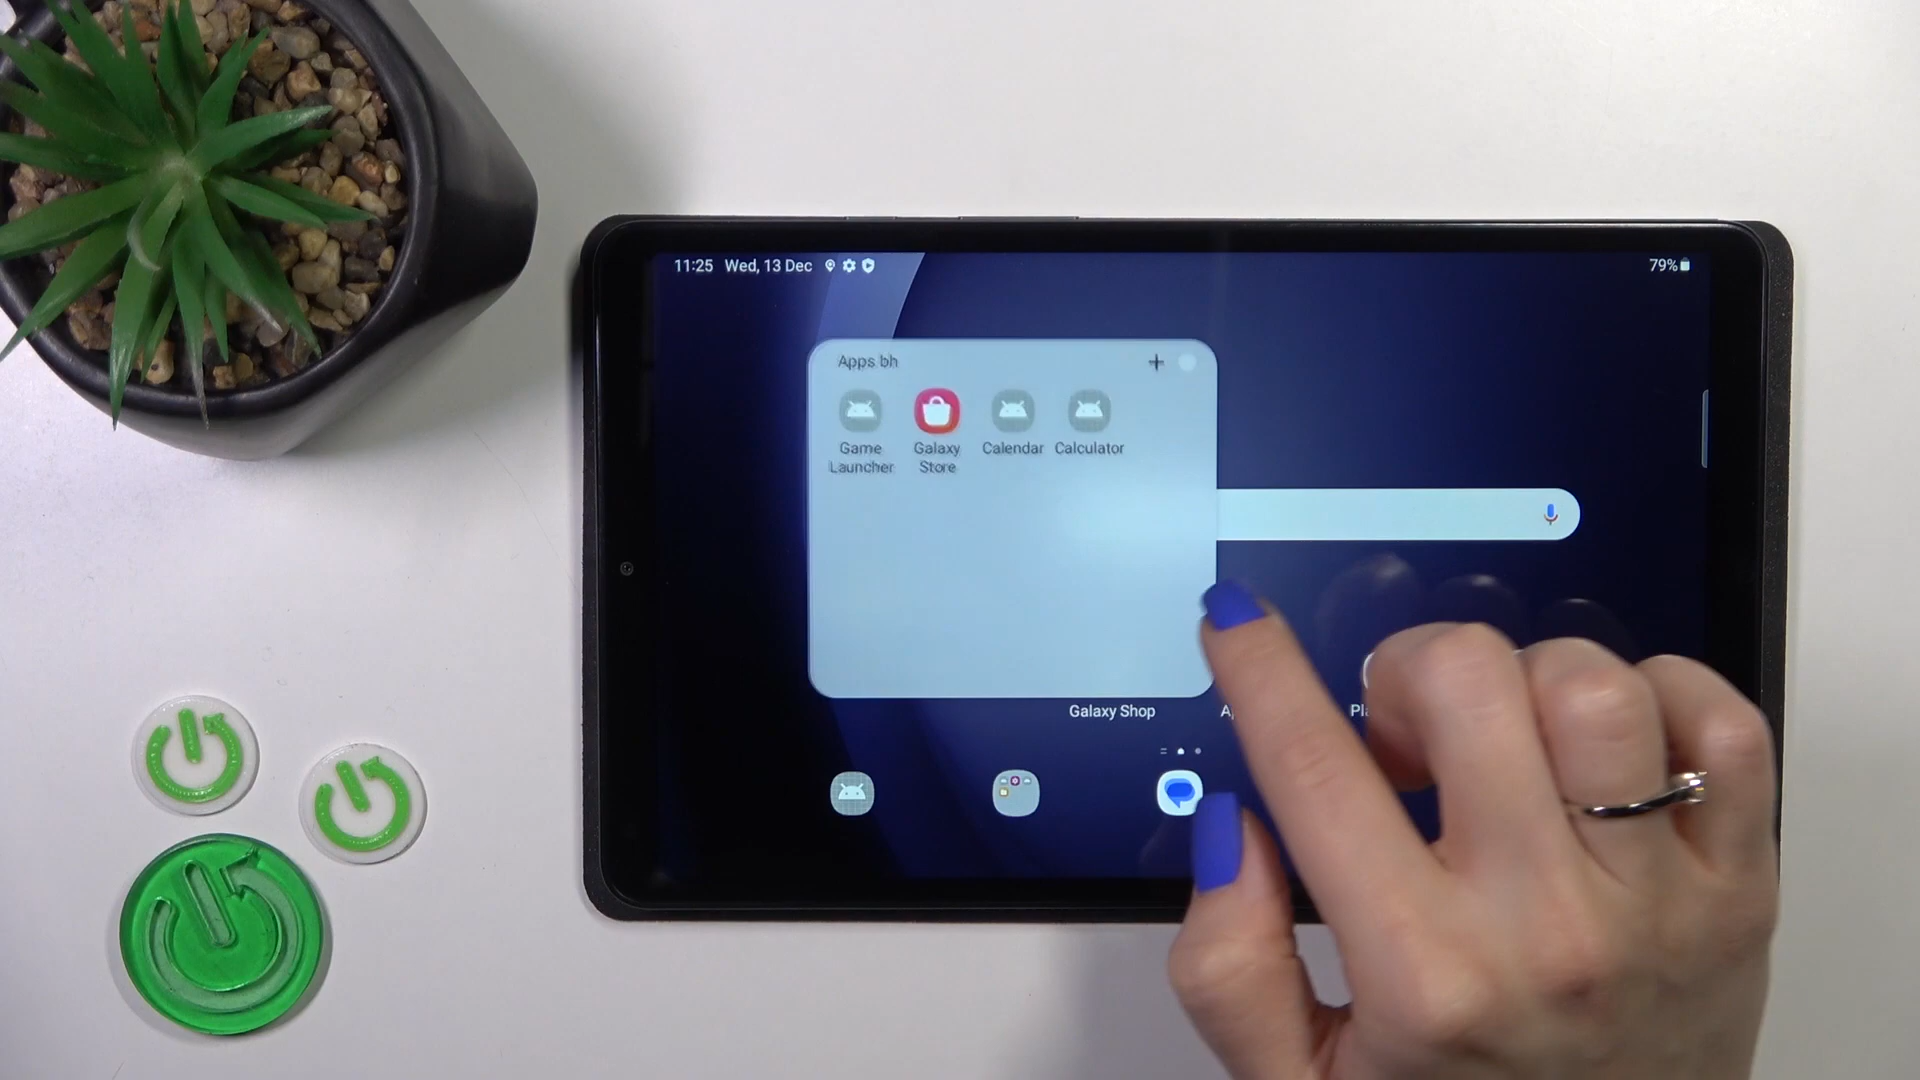 11:25 Wed, 13 Dec
79%
Apps bh
Game
Launcher
Galaxy
Store
Calendar
Calculator
Galaxy Shop